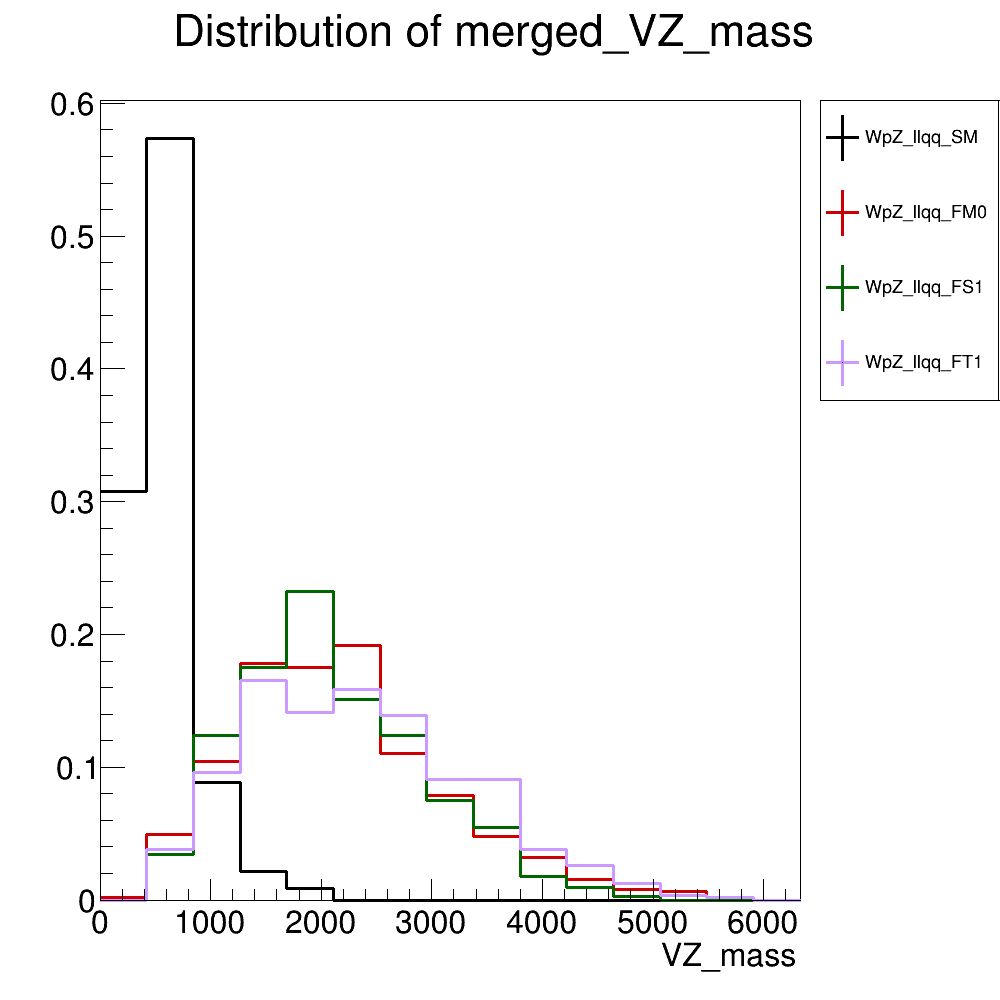 Distribution of merged_VZ_mass
0.6
0.5
0.4
0.3
0.2
0.1
0
0 1000 2000 3000 4000 5000 6000
VZ_mass
WpZ_llqq_SM
WpZ_llqq_FM0
WpZ_llqq_FS1
WpZ_llqq_FT1